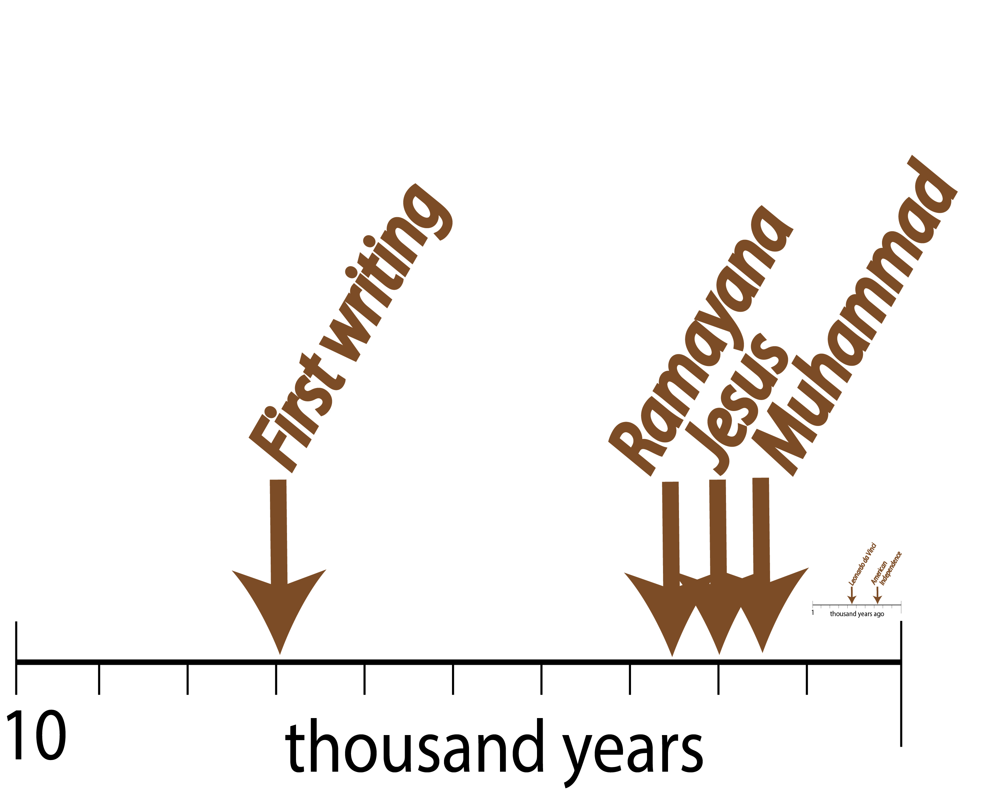 First writing
Ramayana
Jesus
Muhammad
Leonardo da Vinci
American
Independence
1
thousand years ago
10
thousand years